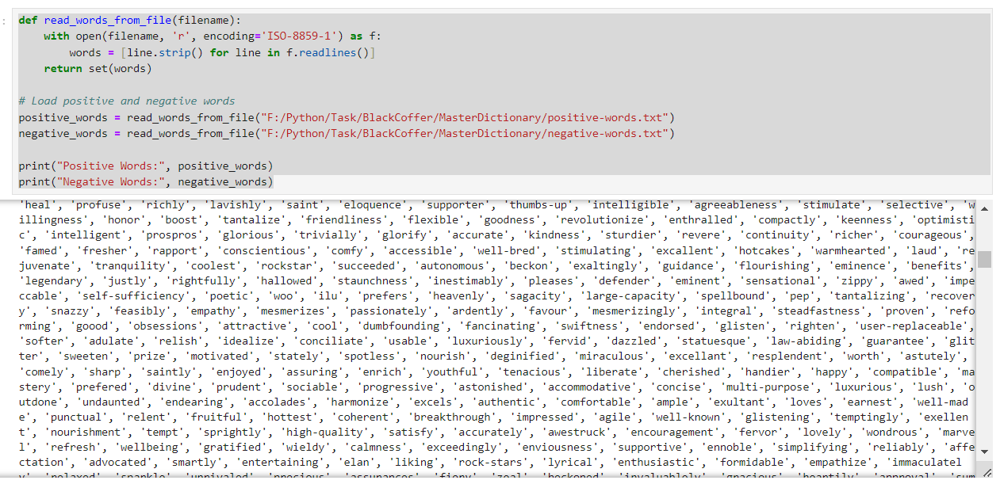 :
def read_words_from_file(filename):
    with open(filename, 'r', encoding='ISO-8859-1') as f:
        words = [line.strip() for line in f.readlines()]
    return set(words)
# Load positive and negative words
positive_words = read_words_from_file("F:/Python/Task/BlackCoffer/MasterDictionary/positive-words.txt")
negative_words = read_words_from_file("F:/Python/Task/BlackCoffer/MasterDictionary/negative-words.txt")
print("Positive Words:", positive_words)
print("Negative Words:", negative_words)
'heal', 'profuse', 'richly', 'lavishly', 'saint', 'eloquence', 'supporter', 'thumbs-up', 'intelligible', 'agreeableness', 'stimulate', 'selective', 'w
illingness', 'honor', 'boost', 'tantalize', 'friendliness', 'flexible', 'goodness', 'revolutionize', 'enthralled', 'compactly', 'keenness', 'optimisti
c', 'intelligent', 'prospros', 'glorious', 'trivially', 'glorify', 'accurate', 'kindness', 'sturdier', 'revere', 'continuity', 'richer', 'courageous',
'famed', 'fresher', 'rapport', 'conscientious', 'comfy', 'accessible', 'well-bred', 'stimulating', 'excallent', 'hotcakes', 'warmhearted', 'laud', 're
juvenate', 'tranquility', 'coolest', 'rockstar', 'succeeded', 'autonomous', 'beckon', 'exaltingly', 'guidance', 'flourishing', 'eminence', 'benefits',
'legendary', 'justly', 'rightfully', 'hallowed', 'staunchness', 'inestimably', 'pleases', 'defender', 'eminent', 'sensational', 'zippy', 'awed', 'impe
ccable', 'self-sufficiency', 'poetic', 'woo', 'ilu', 'prefers', 'heavenly', 'sagacity', 'large-capacity', 'spellbound', 'pep', 'tantalizing', 'recover
y', 'snazzy', 'feasibly', 'empathy', 'mesmerizes', 'passionately', 'ardently', 'favour', 'mesmerizingly', 'integral', 'steadfastness', 'proven', 'refo
rming', 'goood', 'obsessions', 'attractive', 'cool', 'dumbfounding', 'fancinating', 'swiftness', 'endorsed', 'glisten', 'righten', 'user-replaceable',
'softer', 'adulate', 'relish', 'idealize', 'conciliate', 'usable', 'luxuriously', 'fervid', 'dazzled', 'statuesque', 'law-abiding', 'guarantee', 'glit
ter', 'sweeten', 'prize', 'motivated', 'stately', 'spotless', 'nourish', 'deginified', 'miraculous', 'excellant', 'resplendent', 'worth', 'astutely',
'comely', 'sharp', 'saintly', 'enjoyed', 'assuring', 'enrich', 'youthful', 'tenacious', 'liberate', 'cherished', 'handier', 'happy', 'compatible', 'ma
stery', 'prefered', 'divine', 'prudent', 'sociable', 'progressive', 'astonished', 'accommodative', 'concise', 'multi-purpose', 'luxurious', 'lush', 'o
utdone', 'undaunted', 'endearing', 'accolades', 'harmonize', 'excels', 'authentic', 'comfortable', 'ample', 'exultant', 'loves', 'earnest', 'well-mad
e', 'punctual', 'relent', 'fruitful', 'hottest', 'coherent', 'breakthrough', 'impressed', 'agile', 'well-known', 'glistening', 'temptingly', 'exellen
t', 'nourishment', 'tempt', 'sprightly', 'high-quality', 'satisfy', 'accurately', 'awestruck', 'encouragement', 'fervor', 'lovely', 'wondrous', 'marve
l', 'refresh', 'wellbeing', 'gratified', 'wieldy', 'calmness', 'exceedingly', 'enviousness', 'supportive', 'ennoble', 'simplifying', 'reliably', 'affe
ctation', 'advocated', 'smartly', 'entertaining', 'elan', 'liking', 'rock-stars', 'lyrical', 'enthusiastic', 'formidable', 'empathize', 'immaculatel
y', 'relaxed', 'sparkle', 'unrivaled', 'precious', 'assurances', 'fiery', 'zeal', 'beckoned', 'invaluablely', 'gracious', 'heartily', 'approval', 'sum